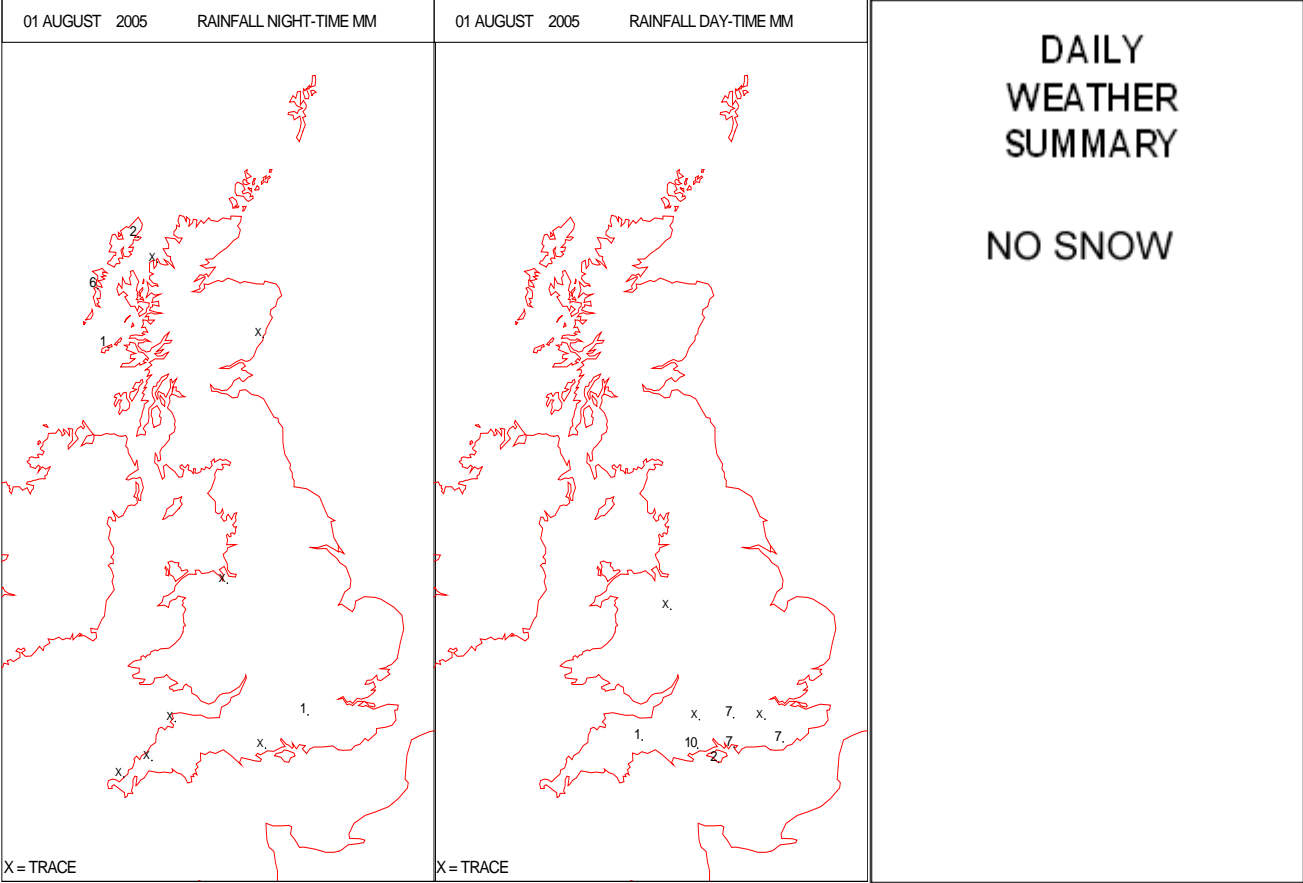 01 AUGUST 2005 RAINFALL NIGHT-TIME MM
2
X
6
X
1
X
1
X
X
X
X
X = TRACE
01 AUGUST 2005 RAINFALL DAY-TIME MM
X
X 7 X
1 10 7 7
2
X = TRACE
DAILY
WEATHER
SUMMARY
NO SNOW